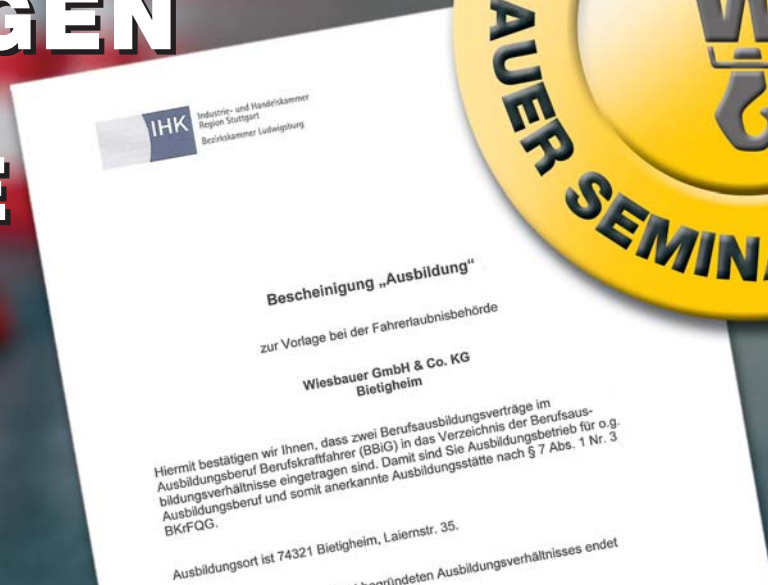 GEN
E
IHK
Industrie- und Handelskammer
Region Stuttgart
Bezirkskammer Ludwigsburg
W
AUER SEMIN
Bescheinigung „Ausbildung“
zur Vorlage bei der Fahrerlaubnisbehörde
Wiesbauer GmbH & Co. KG
Bietigheim
Hiermit bestätigen wir Ihnen, dass zwei Berufsausbildungsverträge im
Ausbildungsberuf Berufskraftfahrer (BBiG) in das Verzeichnis der Berufsaus-
bildungsverhältnisse eingetragen sind. Damit sind Sie Ausbildungsbetrieb für o.g.
Ausbildungsberuf und somit anerkannte Ausbildungsstätte nach § 7 Abs. 1 Nr. 3
BKrFQG.
Ausbildungsort ist 74321 Bietigheim, Laiernstr. 35.
begründeten Ausbildungsverhältnisses endet